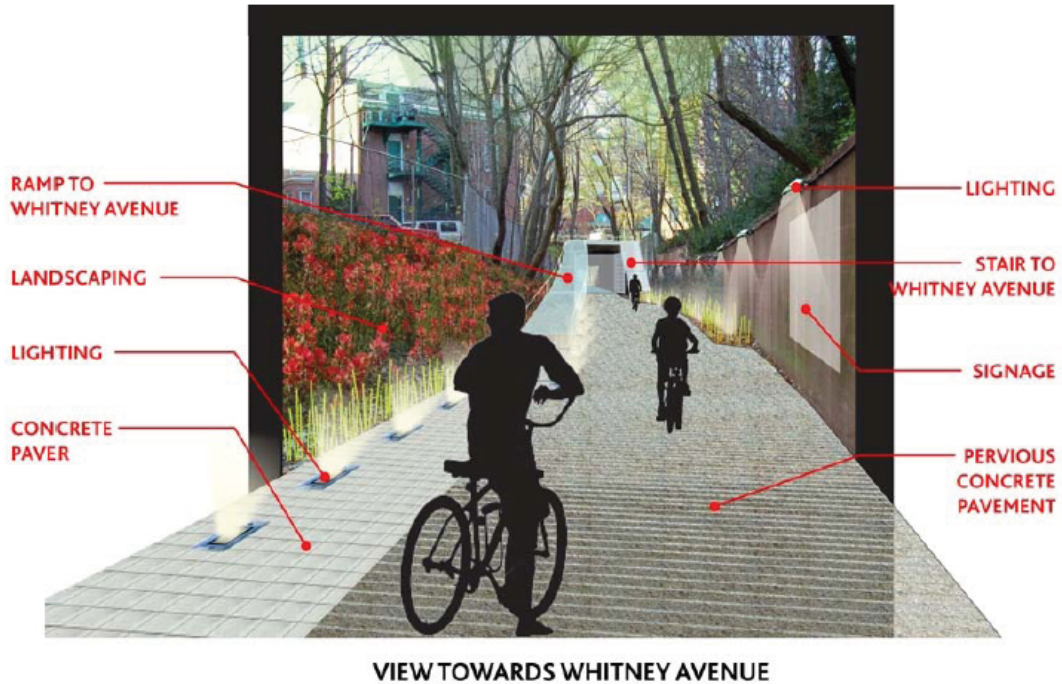 RAMP TO
WHITNEY AVENUE
LANDSCAPING
LIGHTING
CONCRETE
PAVER
LIGHTING
STAIR TO
WHITNEY AVENUE
SIGNAGE
PERVIOUS
CONCRETE
PAVEMENT
VIEW TOWARDS WHITNEY AVENUE